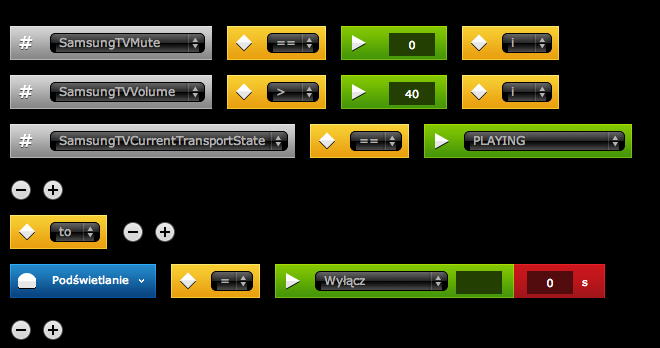 # SamsungTVMute == 0 i
# SamsungTVVolume > 40 i
# SamsungTVCurrentTransportState == PLAYING
to
Podświetlanie = Wyłącz 0 s